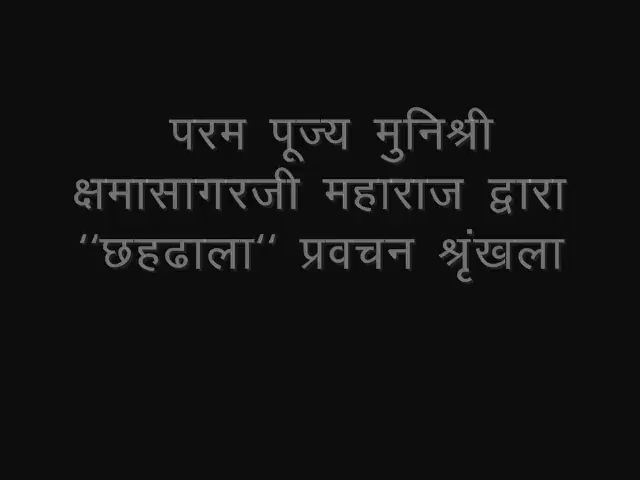 परम पूज्य मुनिश्री
क्षमासागरजी महाराज द्वारा
‘‘छहढाला‘‘ प्रवचन श्रृंखला